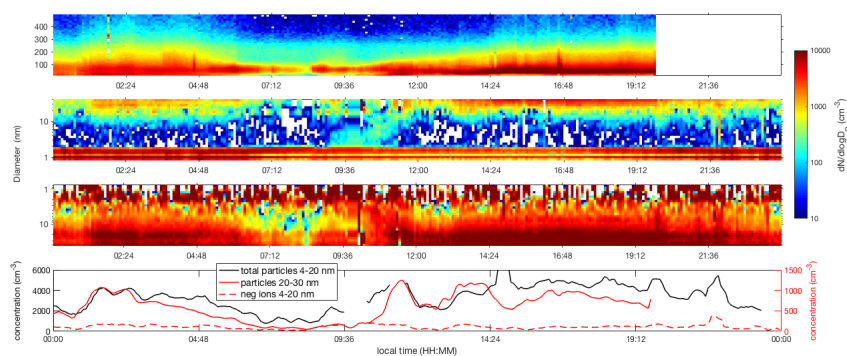 400
300
200
100
02:24 04:48 07:12 09:36 12:00 14:24 16:48 19:12 21:36
10
1
Diameter (nm)
02:24 04:48 07:12 09:36 12:00 14:24 16:48 19:12 21:36
1
10
02:24 04:48 07:12 09:36 12:00 14:24 16:48 19:12 21:36
10000
1000
100
10
dN/dlogDp (cm-3)
6000
4000
2000
0
concentration (cm-3)
total particles 4-20 nm
particles 20-30 nm
neg ions 4-20 nm
1500
1000
500
0
concentration (cm-3)
00:00 04:48 09:36 14:24 19:12 00:00
local time (HH:MM)